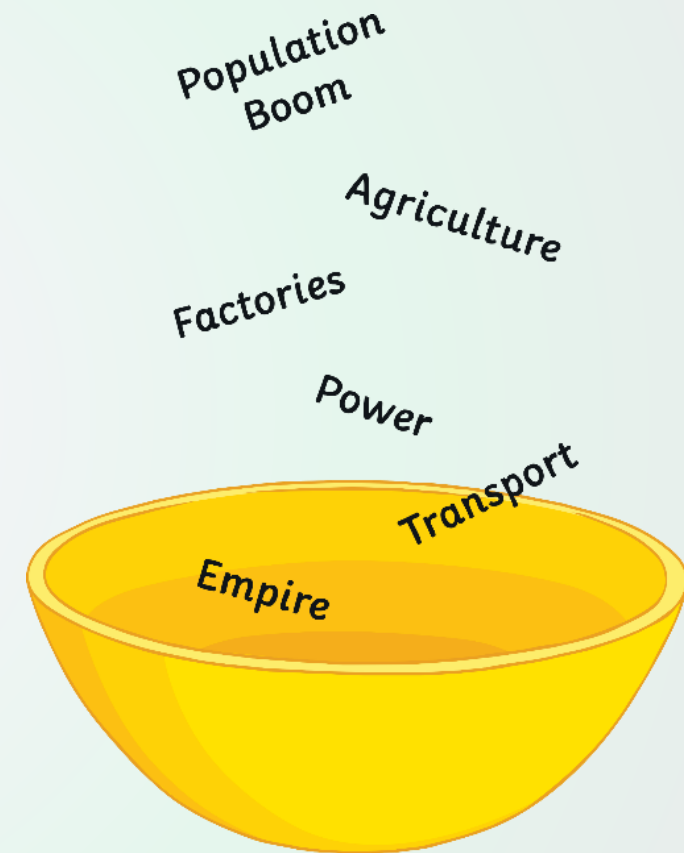 Population
Boom
Agriculture
Factories
Power
Transport
Empire